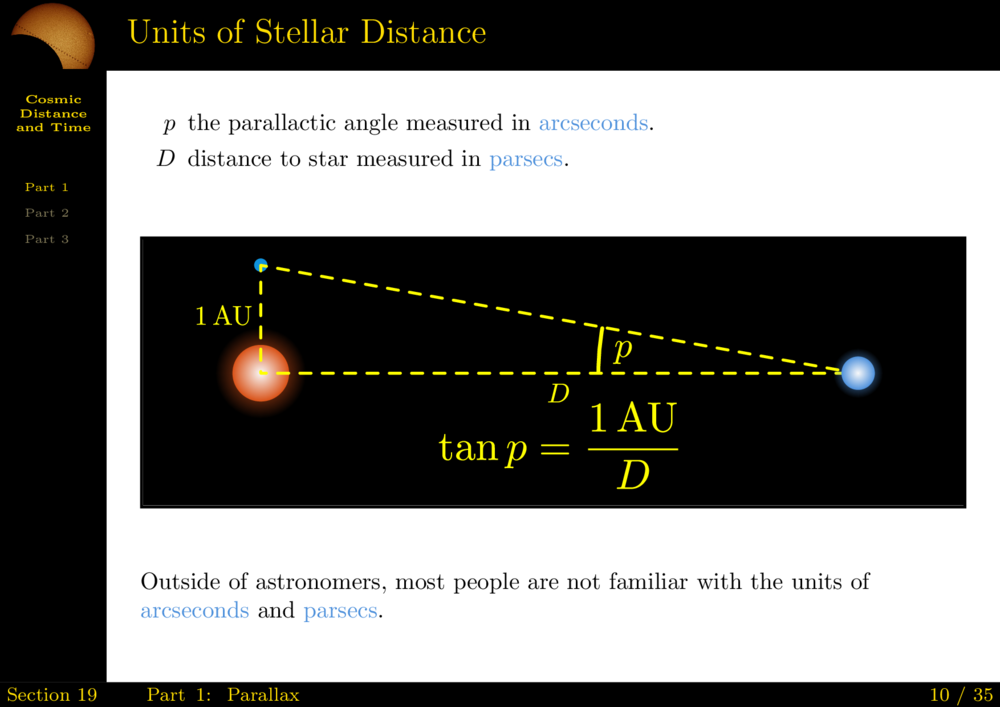 Units of Stellar Distance
Cosmic
Distance
and Time
Part 1
Part 2
Part 3
p the parallactic angle measured in arcseconds.
D distance to star measured in parsecs.
1 AU
p
D
tan p = 1 AU / D
Outside of astronomers, most people are not familiar with the units of
arcseconds and parsecs.
Section 19 Part 1: Parallax 10 / 35